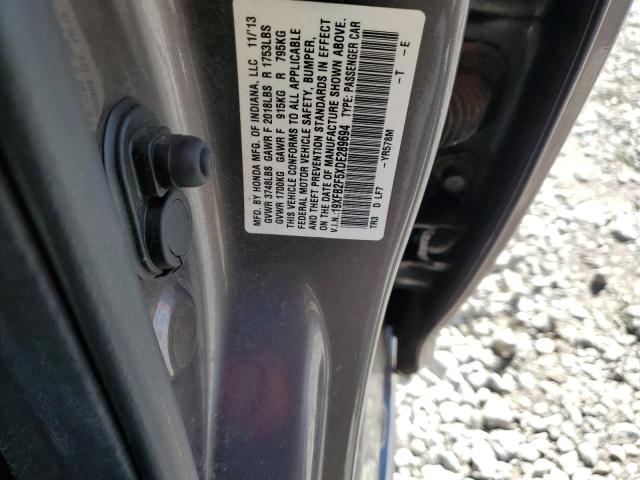 MFD. BY HONDA MFG. OF INDIANA, LLC 11/13
GVWR 3743LBS GAWR F 2018LBS R 1753LBS
GVWR 1700KG GAWR F 915KG R 795KG
THIS VEHICLE CONFORMS TO ALL APPLICABLE
FEDERAL MOTOR VEHICLE SAFETY, BUMPER,
AND THEFT PREVENTION STANDARDS IN EFFECT
ON THE DATE OF MANUFACTURE SHOWN ABOVE.
V.I.N.:19XFB2F5XDE289694 TYPE: PASSENGER CAR
TR3 D LF7 -YR578M -T -E